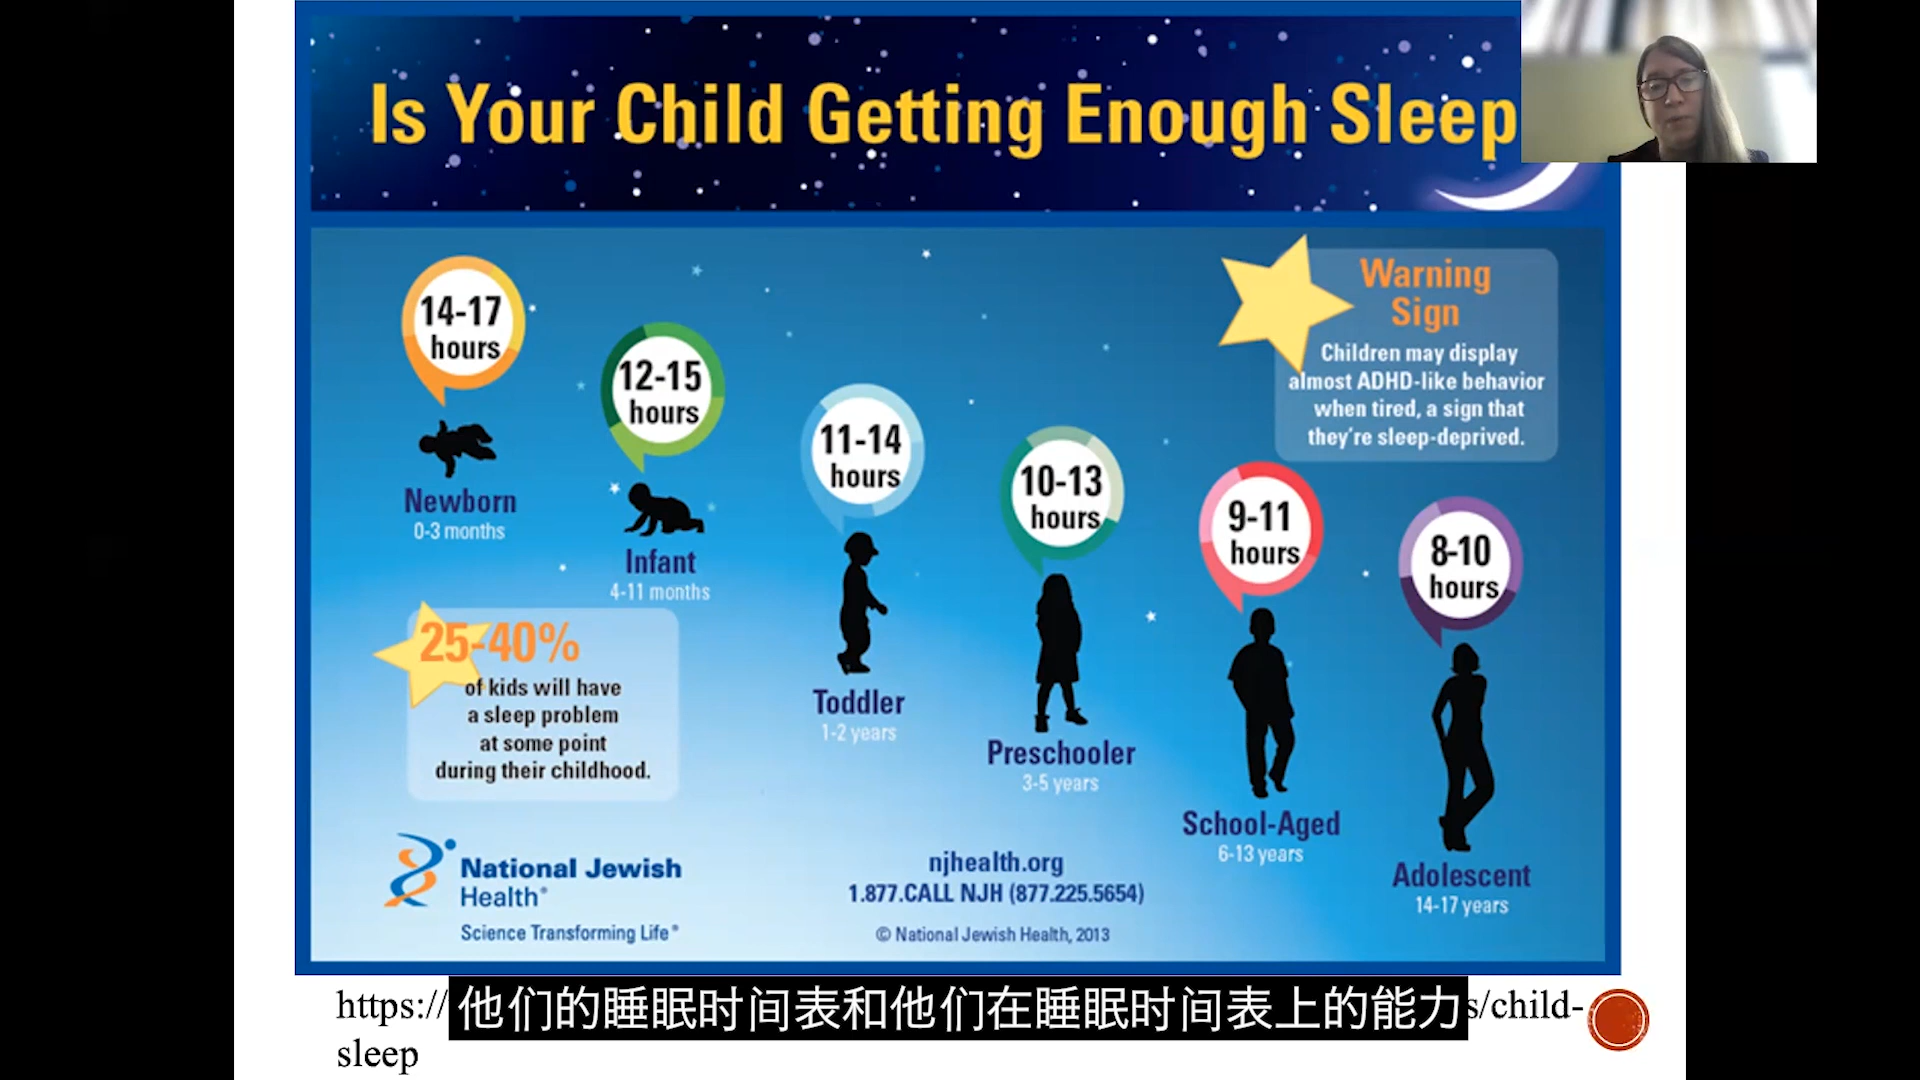 Is Your Child Getting Enough Sleep
14-17
hours
Newborn
0-3 months
12-15
hours
Infant
4-11 months
11-14
hours
Toddler
1-2 years
10-13
hours
Preschooler
3-5 years
9-11
hours
School-Aged
6-13 years
8-10
hours
Adolescent
14-17 years
Warning
Sign
Children may display
almost ADHD-like behavior
when tired, a sign that
they're sleep-deprived.
25-40%
of kids will have
a sleep problem
at some point
during their childhood.
National Jewish
Health®
Science Transforming Life®
njhealth.org
1.877.CALL NJH (877.225.5654)
© National Jewish Health, 2013
https:// s/child-
sleep
他们的睡眠时间表和他们在睡眠时间表上的能力